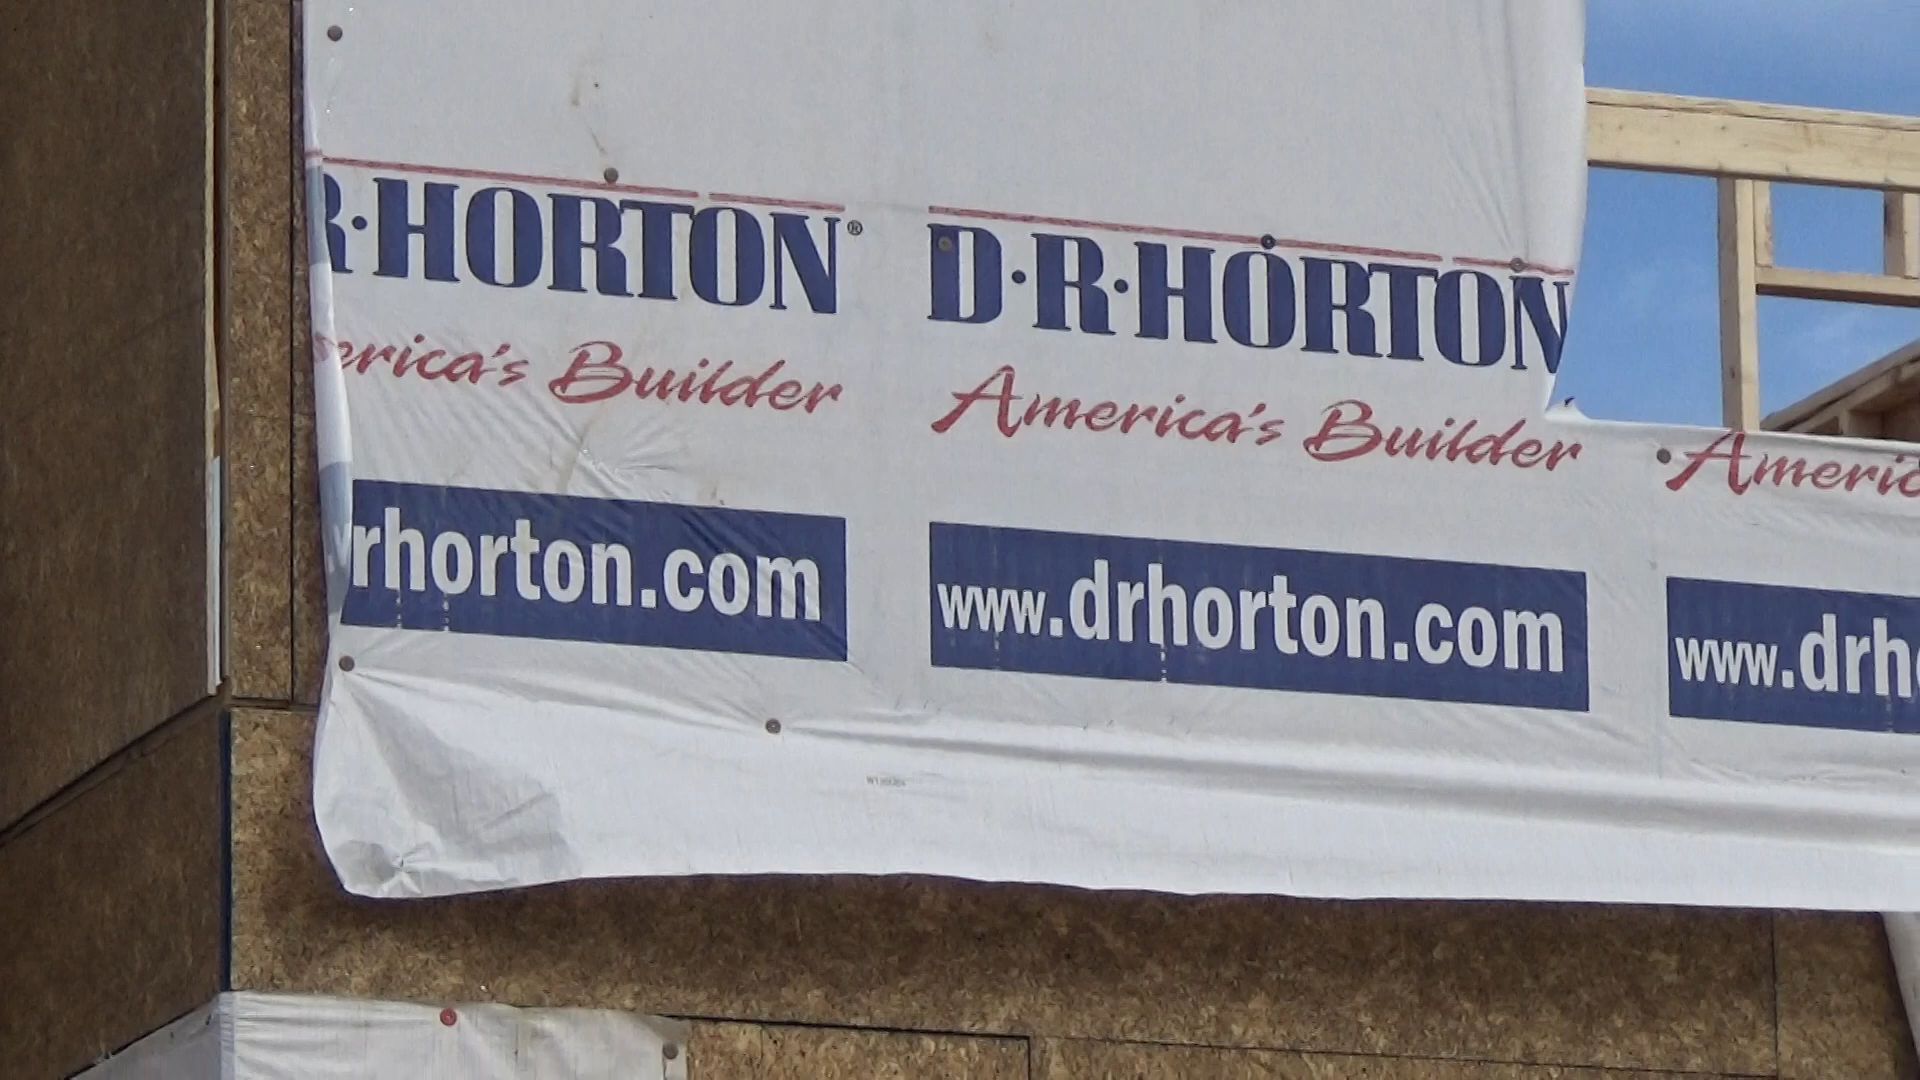 R·HORTON®
D·R·HORTON
erica's Builder
America's Builder
Americ
rhorton.com
www.drhorton.com
www.drh